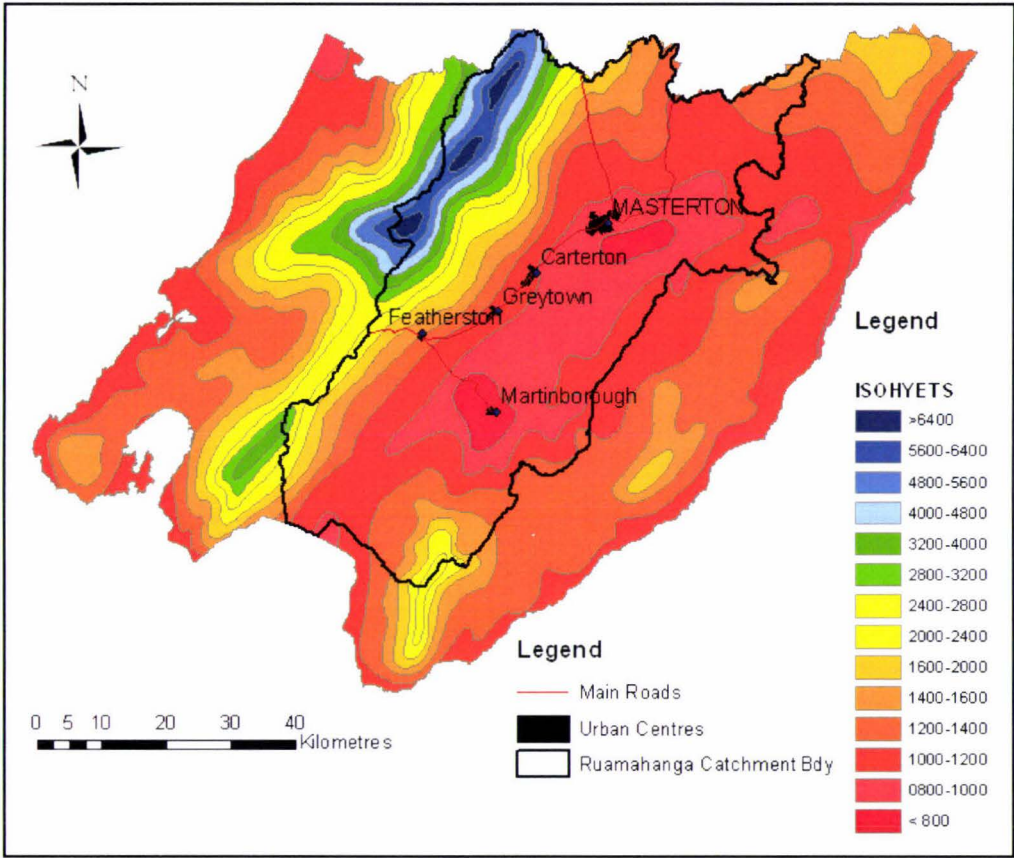 N
MASTERTON
Carterton
Greytown
Featherston
Martinborough
Legend
ISOHYETS
>6400
5600-6400
4800-5600
4000-4800
3200-4000
2800-3200
2400-2800
2000-2400
1600-2000
1400-1600
1200-1400
1000-1200
0800-1000
< 800
Legend
Main Roads
Urban Centres
Ruamahanga Catchment Bdy
0 5 10 20 30 40
Kilometres